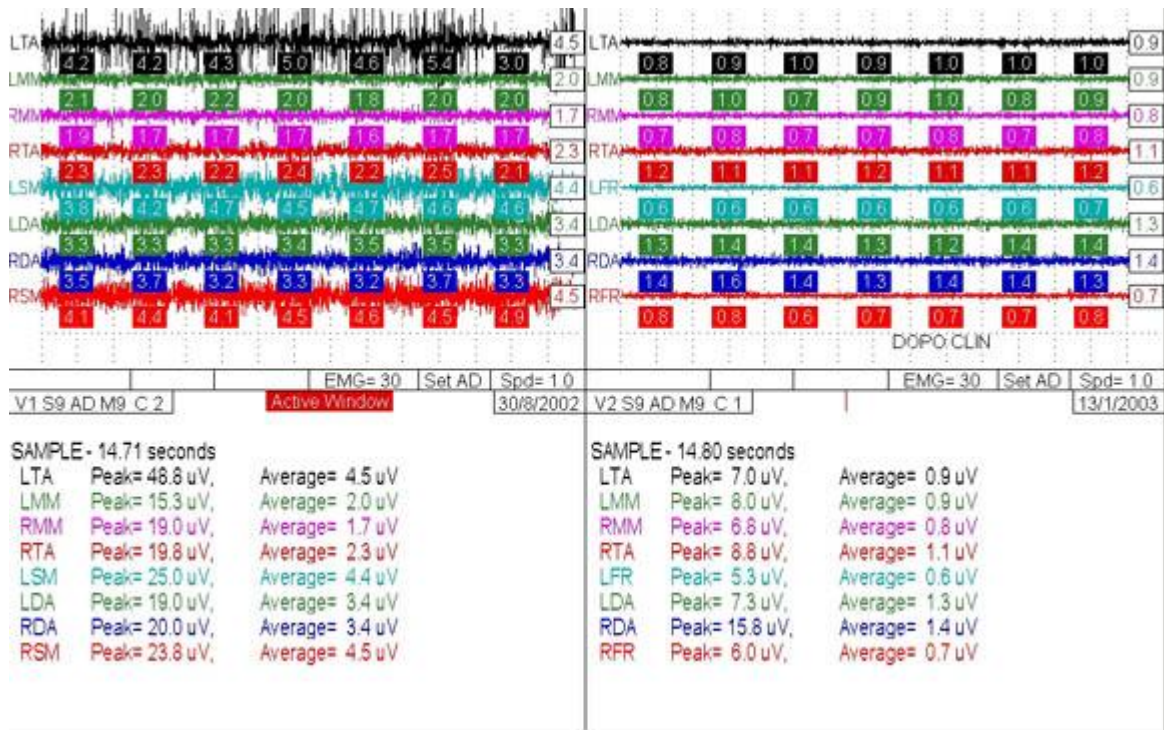 LTA 4.5
4.2 4.2 4.3 5.0 4.6 5.4 3.0
LMM 2.0
2.1 2.0 2.2 2.0 1.8 2.0 2.0
RMM 1.7
1.9 1.7 1.7 1.7 1.6 1.7 1.7
RTA 2.3
2.3 2.3 2.2 2.4 2.2 2.5 2.1
LSM 4.4
3.8 4.2 4.7 4.5 4.7 4.6 4.6
LDA 3.4
3.3 3.3 3.3 3.4 3.5 3.5 3.3
RDA 3.4
3.5 3.7 3.2 3.3 3.2 3.7 3.3
RSM 4.5
4.1 4.4 4.1 4.5 4.6 4.5 4.9
EMG= 30 Set AD Spd= 1.0
V1 S9 AD M9 C 2 Active Window 30/8/2002
SAMPLE - 14.71 seconds
LTA Peak= 48.8 uV, Average= 4.5 uV
LMM Peak= 15.3 uV, Average= 2.0 uV
RMM Peak= 19.0 uV, Average= 1.7 uV
RTA Peak= 19.8 uV, Average= 2.3 uV
LSM Peak= 25.0 uV, Average= 4.4 uV
LDA Peak= 19.0 uV, Average= 3.4 uV
RDA Peak= 20.0 uV, Average= 3.4 uV
RSM Peak= 23.8 uV, Average= 4.5 uV
LTA 0.9
0.8 0.9 1.0 0.9 1.0 1.0 1.0
LMM 0.9
0.8 1.0 0.7 0.9 1.0 0.8 0.9
RMM 0.8
0.7 0.8 0.7 0.7 0.8 0.7 0.8
RTA 1.1
1.2 1.1 1.1 1.2 1.1 1.1 1.2
LFR 0.6
0.6 0.6 0.6 0.6 0.6 0.6 0.7
LDA 1.3
1.3 1.4 1.4 1.3 1.2 1.4 1.4
RDA 1.4
1.4 1.6 1.4 1.3 1.4 1.4 1.3
RFR 0.7
0.8 0.8 0.6 0.7 0.7 0.7 0.8
DOPO CLIN
EMG= 30 Set AD Spd= 1.0
V2 S9 AD M9 C 1 13/1/2003
SAMPLE - 14.80 seconds
LTA Peak= 7.0 uV, Average= 0.9 uV
LMM Peak= 8.0 uV, Average= 0.9 uV
RMM Peak= 6.8 uV, Average= 0.8 uV
RTA Peak= 8.8 uV, Average= 1.1 uV
LFR Peak= 5.3 uV, Average= 0.6 uV
LDA Peak= 7.3 uV, Average= 1.3 uV
RDA Peak= 15.8 uV, Average= 1.4 uV
RFR Peak= 6.0 uV, Average= 0.7 uV